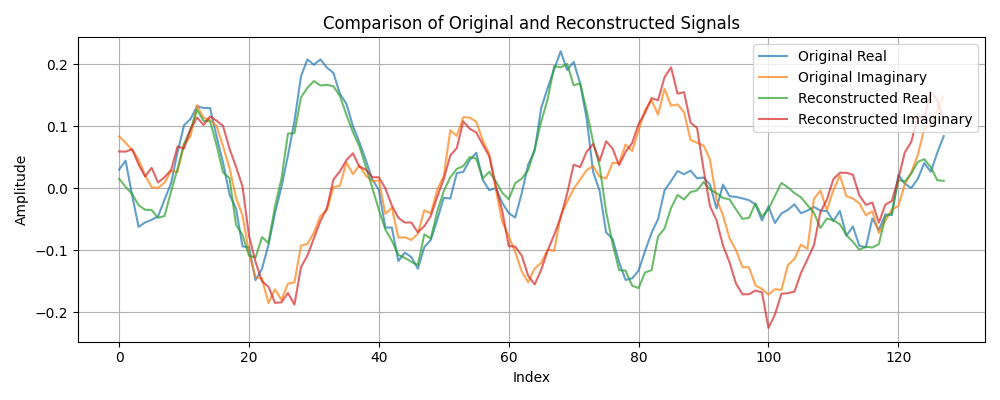 Comparison of Original and Reconstructed Signals
Original Real
Original Imaginary
Reconstructed Real
Reconstructed Imaginary
Amplitude
0.2
0.1
0.0
−0.1
−0.2
0 20 40 60 80 100 120
Index